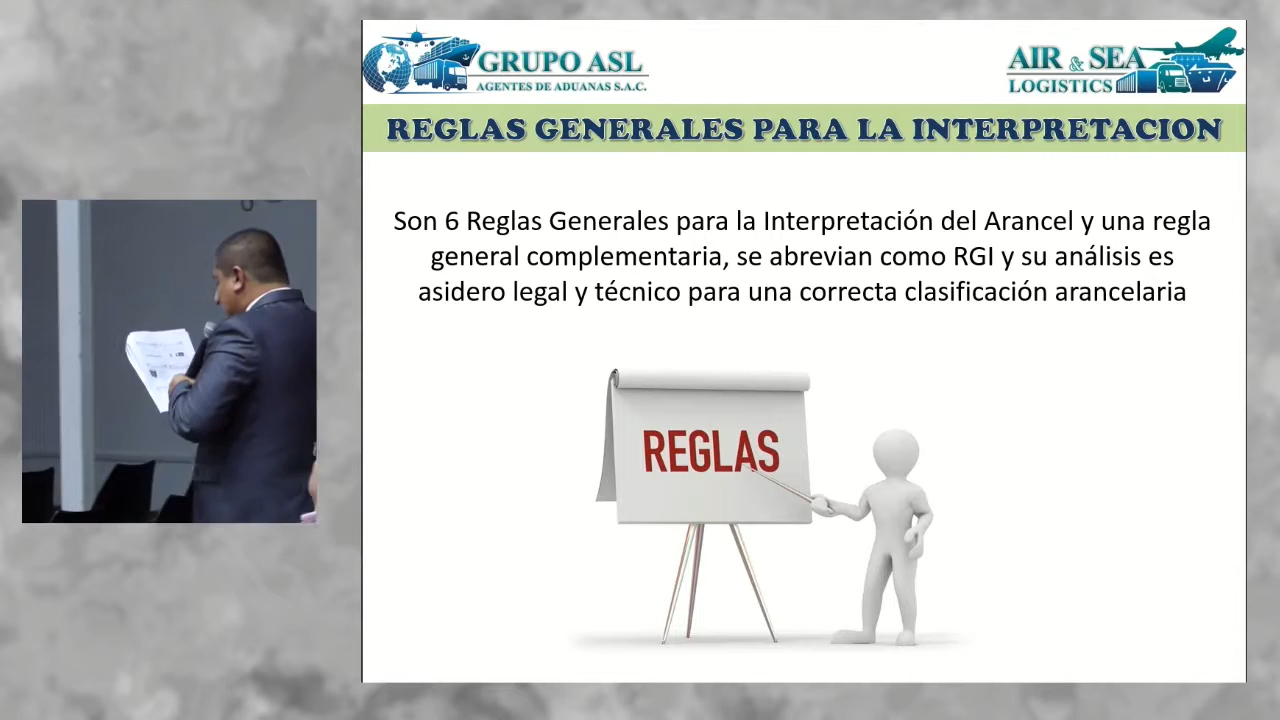 GRUPO ASL
AGENTES DE ADUANAS S.A.C.
AIR & SEA
LOGISTICS
REGLAS GENERALES PARA LA INTERPRETACION
Son 6 Reglas Generales para la Interpretación del Arancel y una regla
general complementaria, se abrevian como RGI y su análisis es
asidero legal y técnico para una correcta clasificación arancelaria
REGLAS